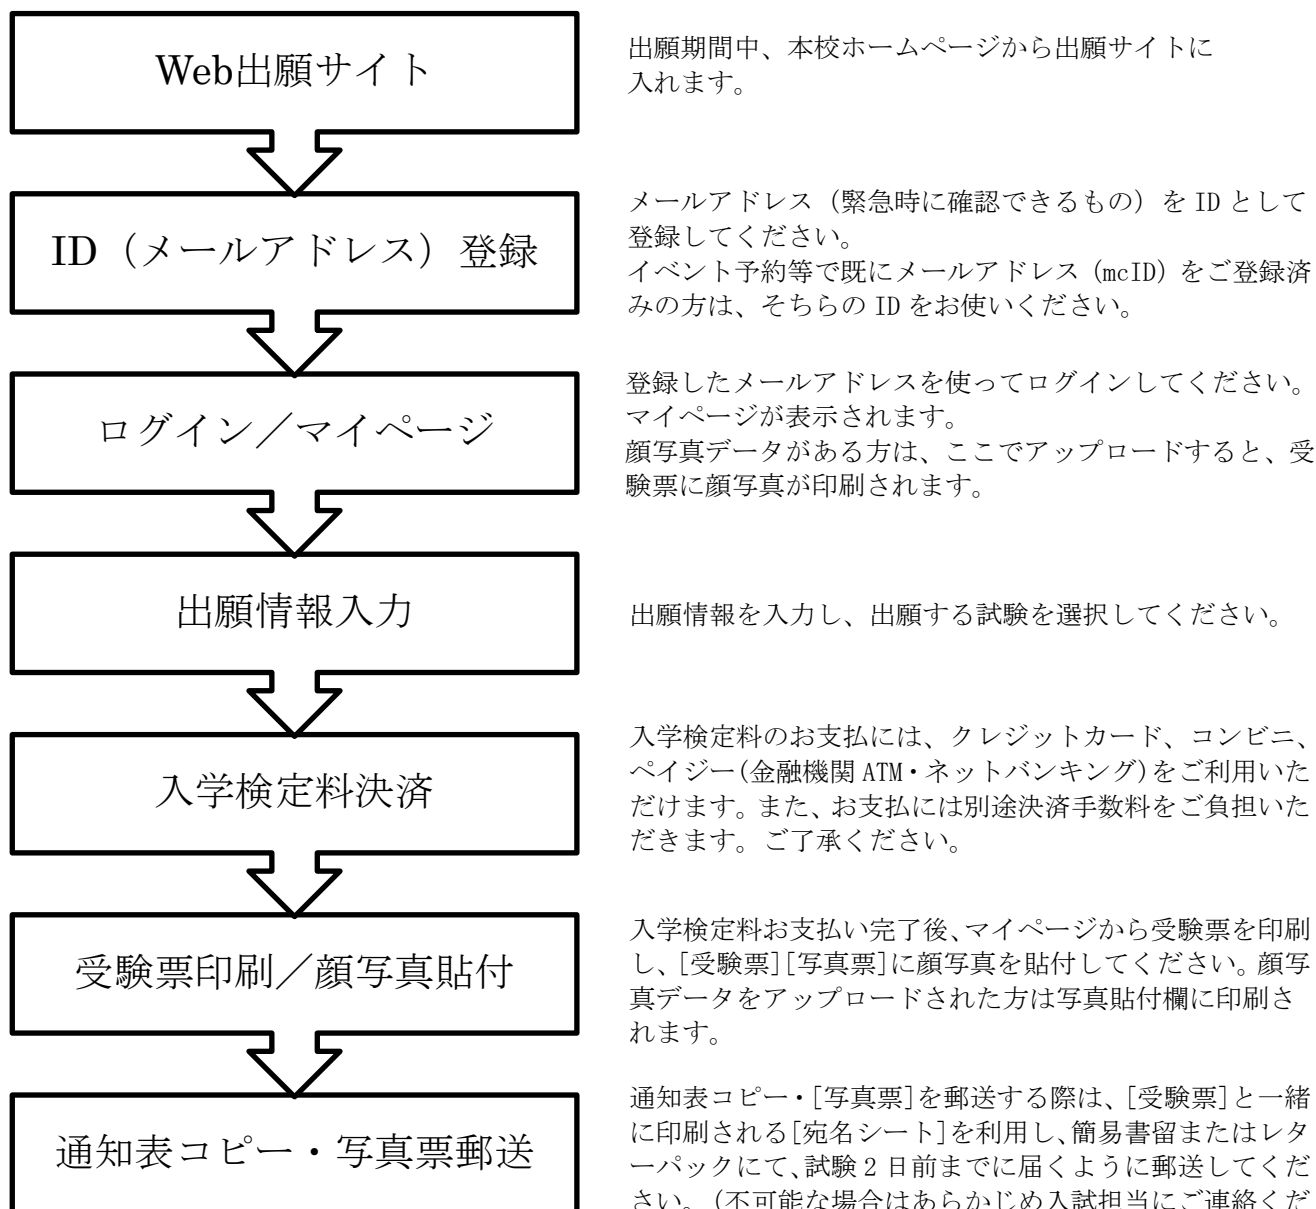 Web出願サイト
出願期間中、本校ホームページから出願サイトに
入れます。
ID（メールアドレス）登録
メールアドレス（緊急時に確認できるもの）を ID として
登録してください。
イベント予約等で既にメールアドレス（mcID）をご登録済
みの方は、そちらの ID をお使いください。
ログイン／マイページ
登録したメールアドレスを使ってログインしてください。
マイページが表示されます。
顔写真データがある方は、ここでアップロードすると、受
験票に顔写真が印刷されます。
出願情報入力
出願情報を入力し、出願する試験を選択してください。
入学検定料決済
入学検定料のお支払には、クレジットカード、コンビニ、
ペイジー(金融機関 ATM・ネットバンキング)をご利用いた
だけます。また、お支払には別途決済手数料をご負担いた
だきます。ご了承ください。
受験票印刷／顔写真貼付
入学検定料お支払い完了後、マイページから受験票を印刷
し、[受験票][写真票]に顔写真を貼付してください。顔写
真データをアップロードされた方は写真貼付欄に印刷さ
れます。
通知表コピー・写真票郵送
通知表コピー・[写真票]を郵送する際は、[受験票]と一緒
に印刷される[宛名シート]を利用し、簡易書留またはレタ
ーパックにて、試験 2 日前までに届くように郵送してくだ
さい。（不可能な場合はあらかじめ入試担当にご連絡くだ